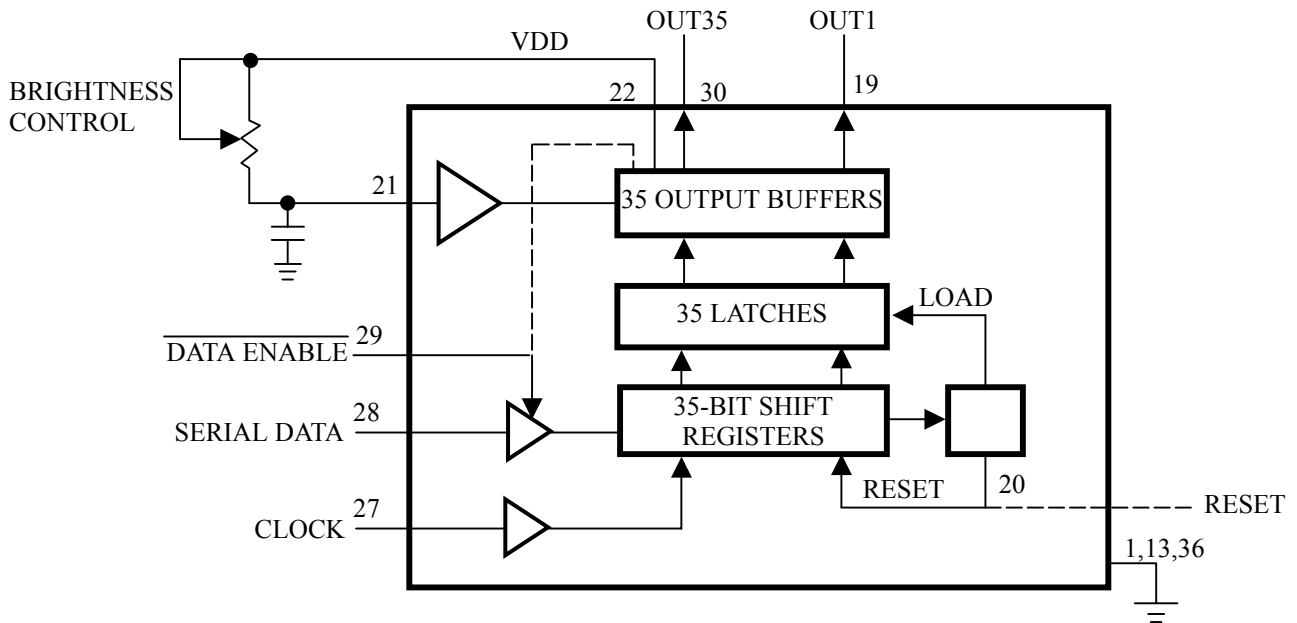 OUT35 OUT1
VDD
BRIGHTNESS
CONTROL
22 30 19
21
35 OUTPUT BUFFERS
LOAD
35 LATCHES
DATA ENABLE 29
35-BIT SHIFT
REGISTERS
SERIAL DATA 28
RESET 20
RESET
CLOCK 27
1,13,36